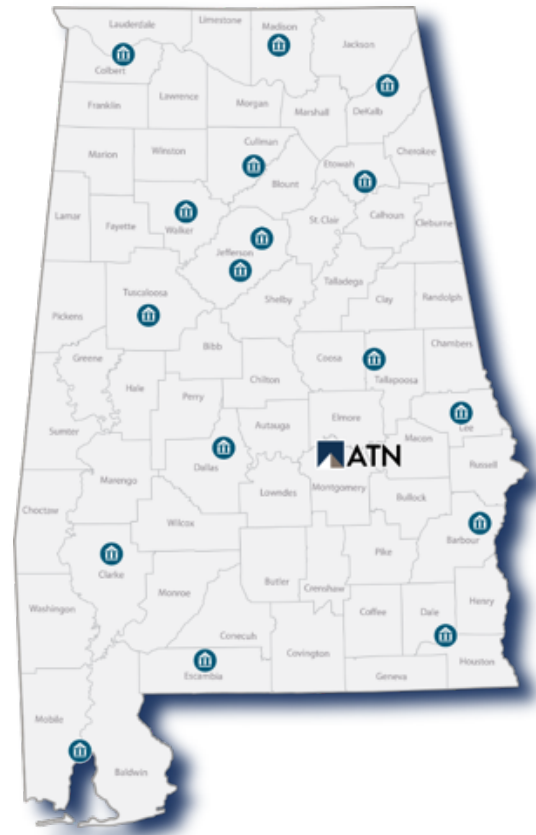 Lauderdale
Limestone
Madison
Jackson
Colbert
Franklin
Lawrence
Morgan
Marshall
DeKalb
Marion
Winston
Cullman
Etowah
Cherokee
Blount
Lamar
Fayette
Walker
St. Clair
Calhoun
Cleburne
Jefferson
Talladega
Tuscaloosa
Shelby
Clay
Randolph
Pickens
Bibb
Greene
Coosa
Chambers
Hale
Chilton
Tallapoosa
Perry
Elmore
Sumter
Autauga
Lee
Macon
ATN
Dallas
Russell
Marengo
Lowndes
Montgomery
Bullock
Choctaw
Wilcox
Barbour
Clarke
Pike
Butler
Crenshaw
Monroe
Washingon
Coffee
Dale
Henry
Conecuh
Covington
Escambia
Geneva
Houston
Mobile
Baldwin